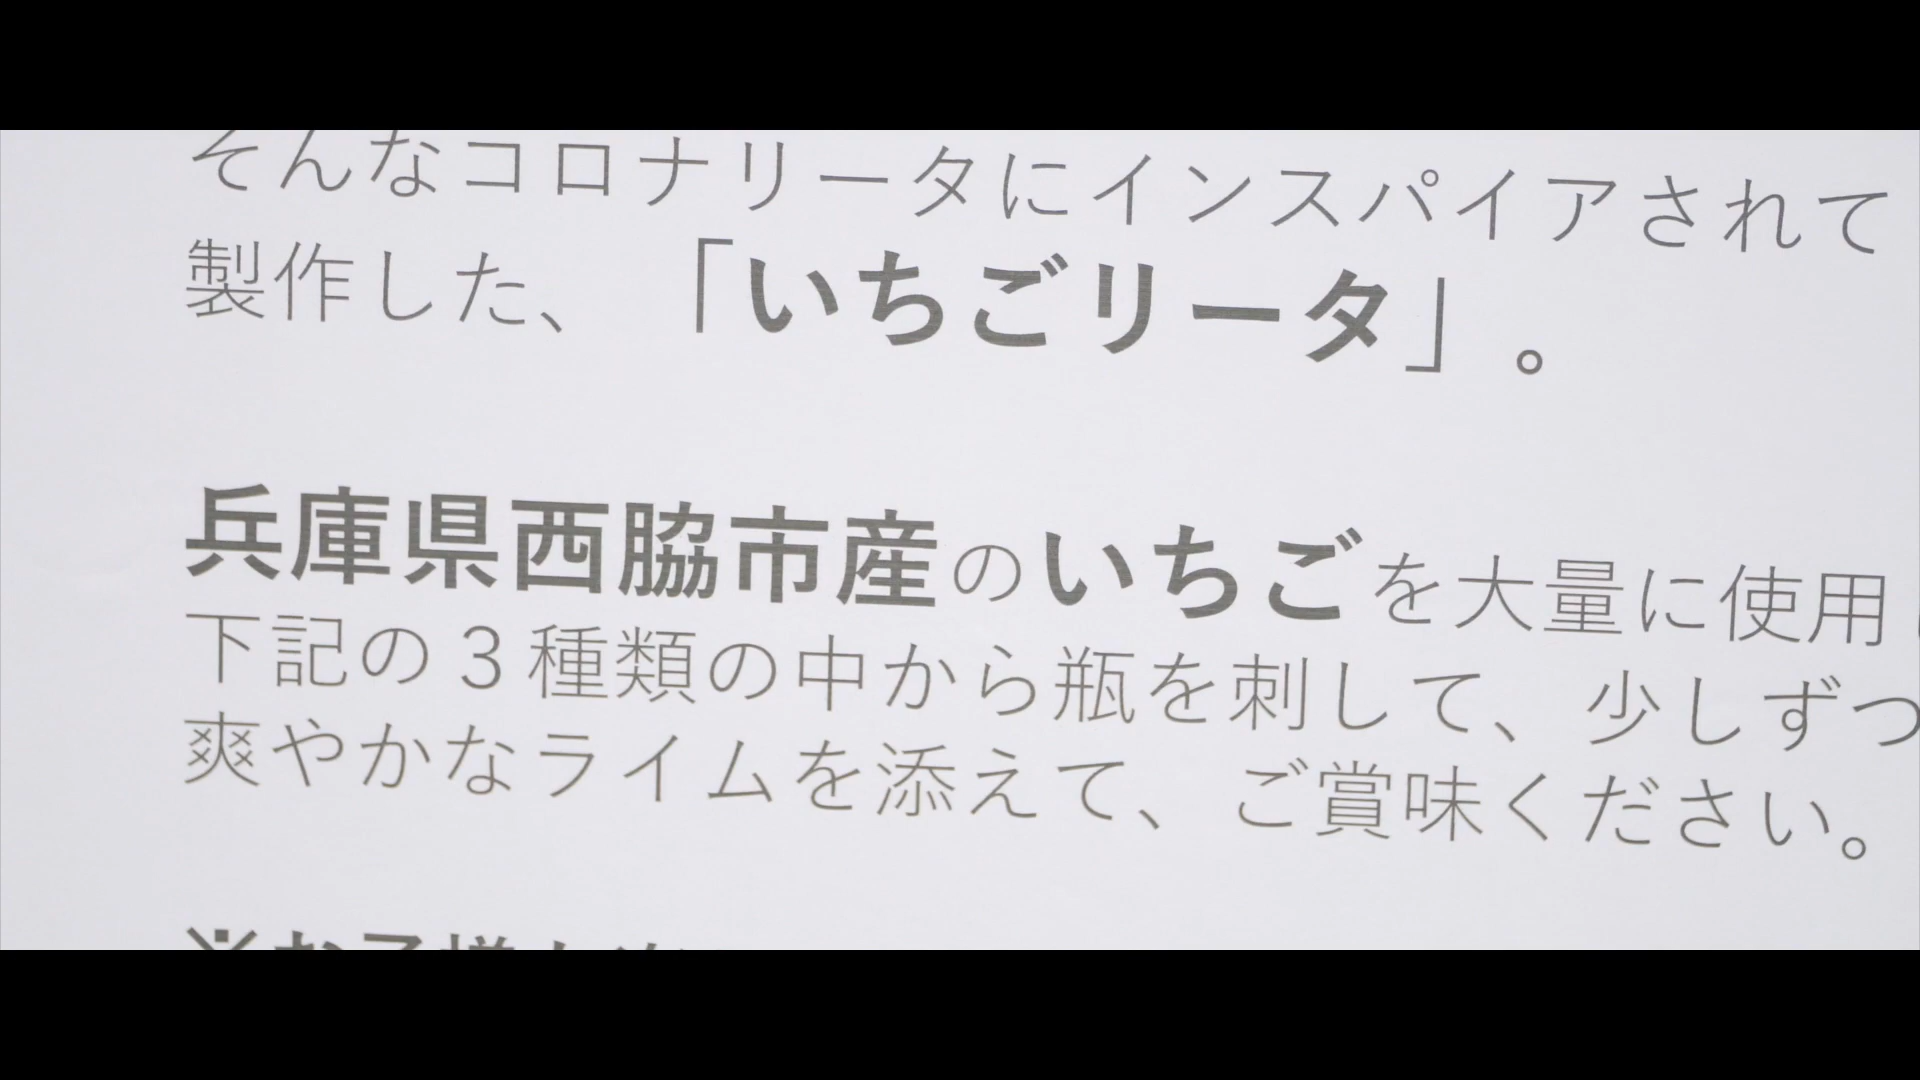 そんなコロナリータにインスパイアされて
製作した、「いちごリータ」。
兵庫県西脇市産のいちごを大量に使用
下記の３種類の中から瓶を刺して、少しずつ
爽やかなライムを添えて、ご賞味ください。